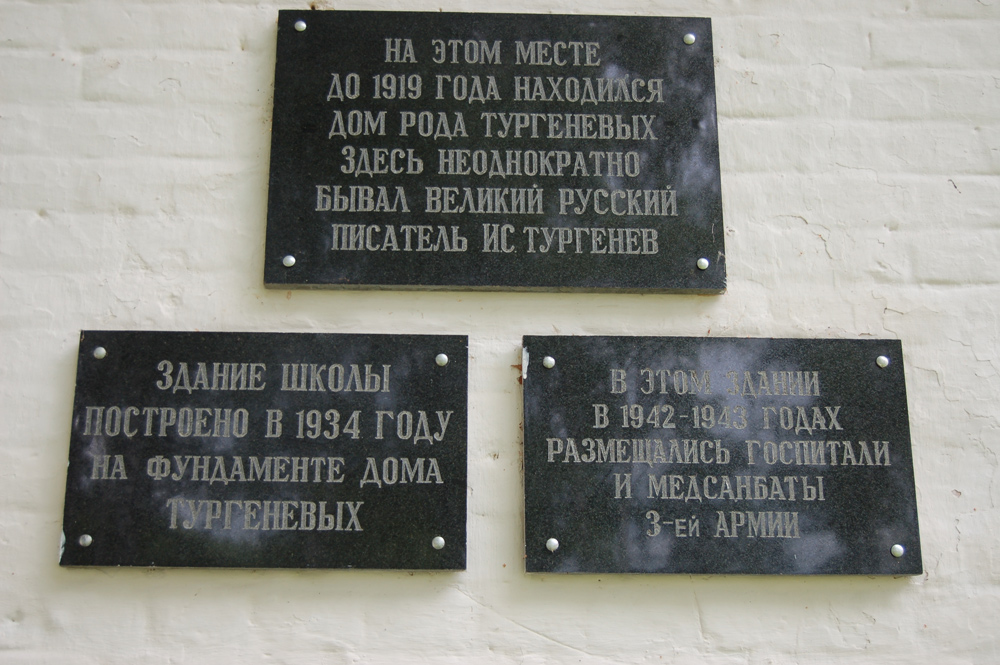 НА ЭТОМ МЕСТЕ
ДО 1919 ГОДА НАХОДИЛСЯ
ДОМ РОДА ТУРГЕНЕВЫХ
ЗДЕСЬ НЕОДНОКРАТНО
БЫВАЛ ВЕЛИКИЙ РУССКИЙ
ПИСАТЕЛЬ И.С. ТУРГЕНЕВ
ЗДАНИЕ ШКОЛЫ
ПОСТРОЕНО В 1934 ГОДУ
НА ФУНДАМЕНТЕ ДОМА
ТУРГЕНЕВЫХ
В ЭТОМ ЗДАНИИ
В 1942-1943 ГОДАХ
РАЗМЕЩАЛИСЬ ГОСПИТАЛИ
И МЕДСАНБАТЫ
3-ЕЙ АРМИИ